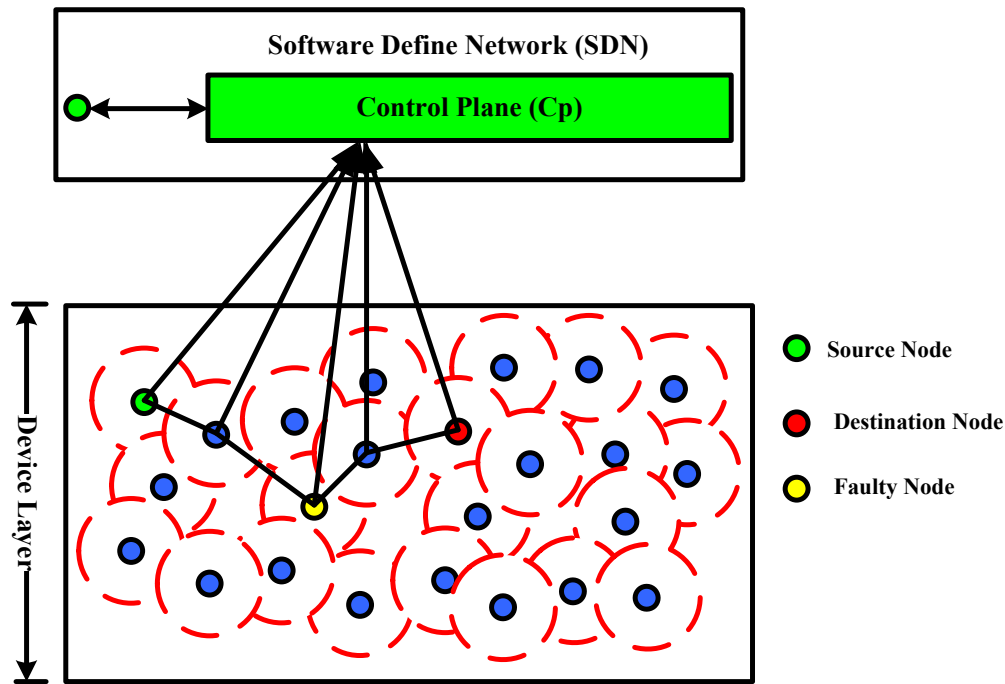 Software Define Network (SDN)
Control Plane (Cp)
Device Layer
Source Node
Destination Node
Faulty Node